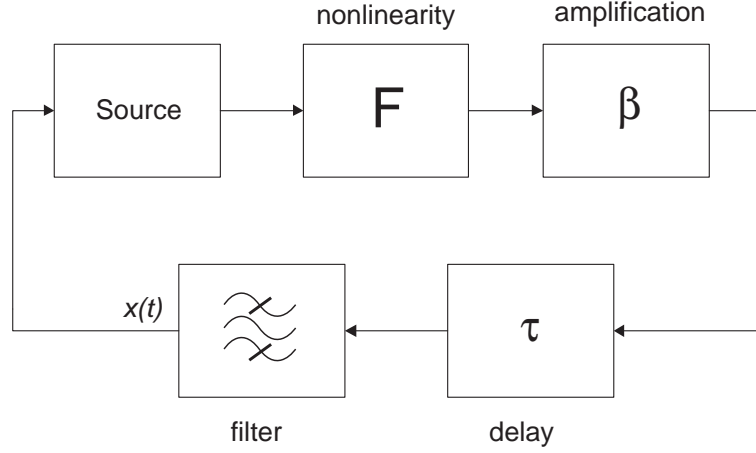 nonlinearity
amplification
Source
F
β
x(t)
τ
filter
delay